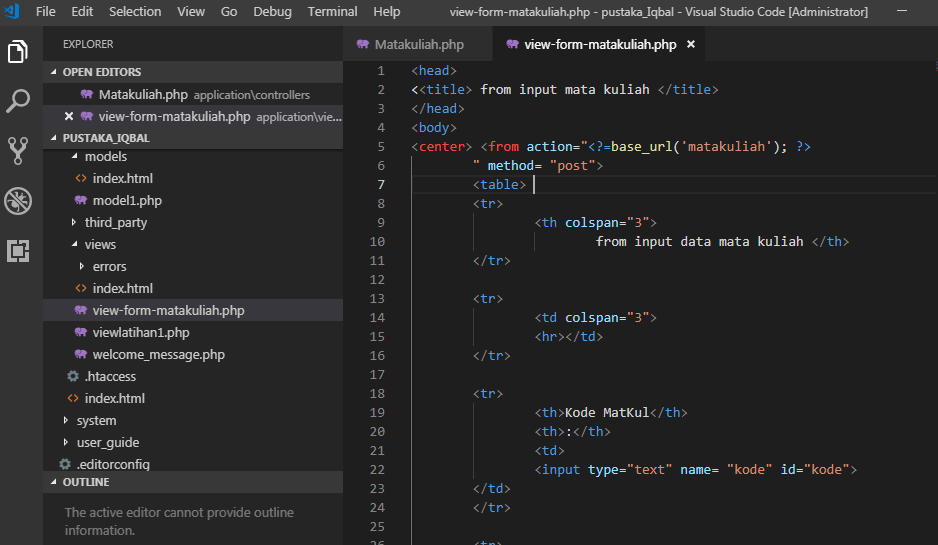 File Edit Selection View Go Debug Terminal Help view-form-matakuliah.php - pustaka_Iqbal - Visual Studio Code [Administrator]
EXPLORER
OPEN EDITORS
Matakuliah.php application\controllers
view-form-matakuliah.php application\vie...
PUSTAKA_IQBAL
models
index.html
model1.php
third_party
views
errors
index.html
view-form-matakuliah.php
viewlatihan1.php
welcome_message.php
.htaccess
index.html
system
user_guide
.editorconfig
OUTLINE
The active editor cannot provide outline
information.
Matakuliah.php view-form-matakuliah.php
1 <head>
2 <<title> from input mata kuliah </title>
3 </head>
4 <body>
5 <center> <from action="<?=base_url('matakuliah'); ?>
6 " method= "post">
7 <table>
8 <tr>
9 <th colspan="3">
10 from input data mata kuliah </th>
11 </tr>
12
13 <tr>
14 <td colspan="3">
15 <hr></td>
16 </tr>
17
18 <tr>
19 <th>Kode MatKul</th>
20 <th>:</th>
21 <td>
22 <input type="text" name= "kode" id="kode">
23 </td>
24 </tr>
25
26 <tr>